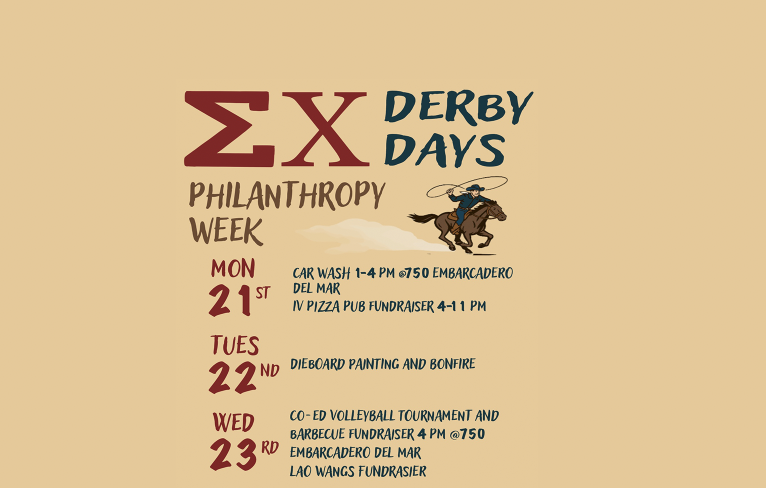 ΣΧ DERBY
DAYS
PHILANTHROPY
WEEK
MON
21ST
CAR WASH 1-4 PM @750 EMBARCADERO
DEL MAR
IV PIZZA PUB FUNDRAISER 4-11 PM
TUES
22ND
DIEBOARD PAINTING AND BONFIRE
WED
23RD
CO-ED VOLLEYBALL TOURNAMENT AND
BARBECUE FUNDRAISER 4 PM @750
EMBARCADERO DEL MAR
LAO WANGS FUNDRASIER